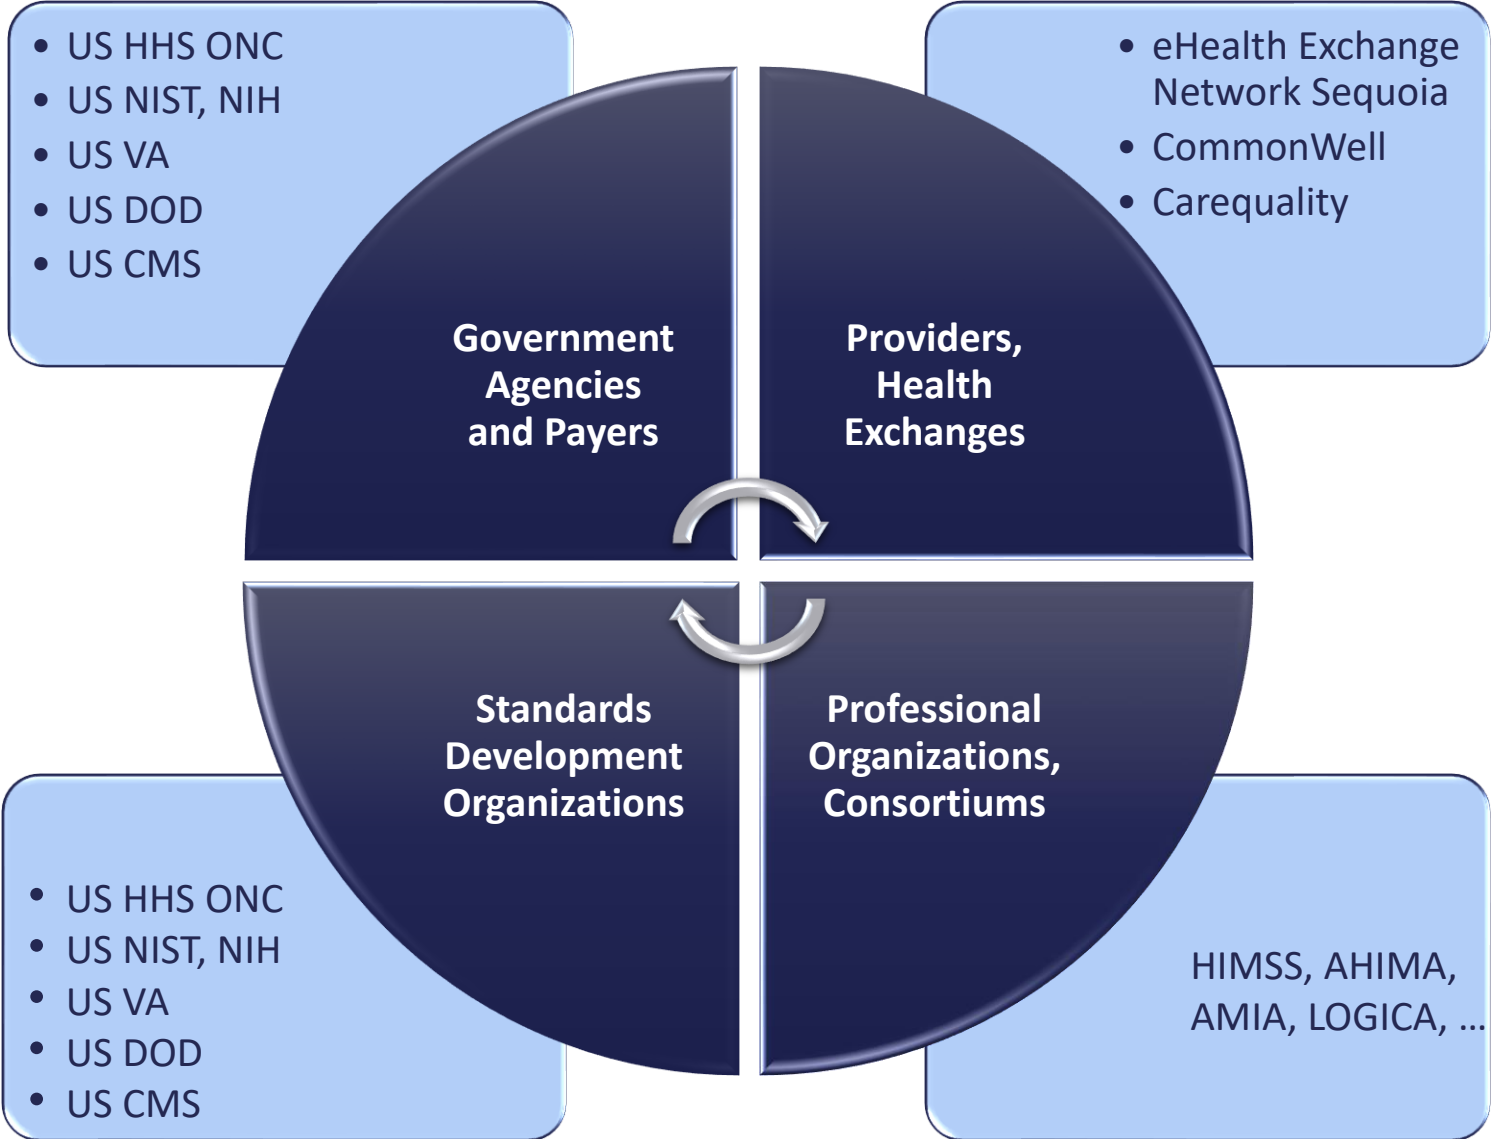 • US HHS ONC
• US NIST, NIH
• US VA
• US DOD
• US CMS
• eHealth Exchange
Network Sequoia
• CommonWell
• Carequality
Government
Agencies
and Payers
Providers,
Health
Exchanges
Standards
Development
Organizations
Professional
Organizations,
Consortiums
• US HHS ONC
• US NIST, NIH
• US VA
• US DOD
• US CMS
HIMSS, AHIMA,
AMIA, LOGICA, ...